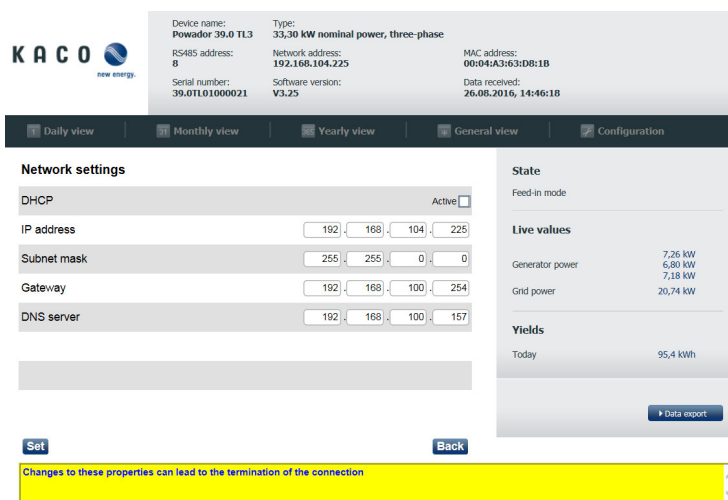 KACO
new energy.
Device name:
Powador 39.0 TL3
Type:
33,30 kW nominal power, three-phase
RS485 address:
8
Network address:
192.168.104.225
MAC address:
00:04:A3:63:D8:1B
Serial number:
39.0TL01000021
Software version:
V3.25
Data received:
26.08.2016, 14:46:18
1 Daily view
31 Monthly view
365 Yearly view
General view
Configuration
Network settings
DHCP Active
IP address 192 . 168 . 104 . 225
Subnet mask 255 . 255 . 0 . 0
Gateway 192 . 168 . 100 . 254
DNS server 192 . 168 . 100 . 157
Set Back
State
Feed-in mode
Live values
Generator power 7,26 kW
6,80 kW
7,18 kW
Grid power 20,74 kW
Yields
Today 95,4 kWh
Data export
Changes to these properties can lead to the termination of the connection